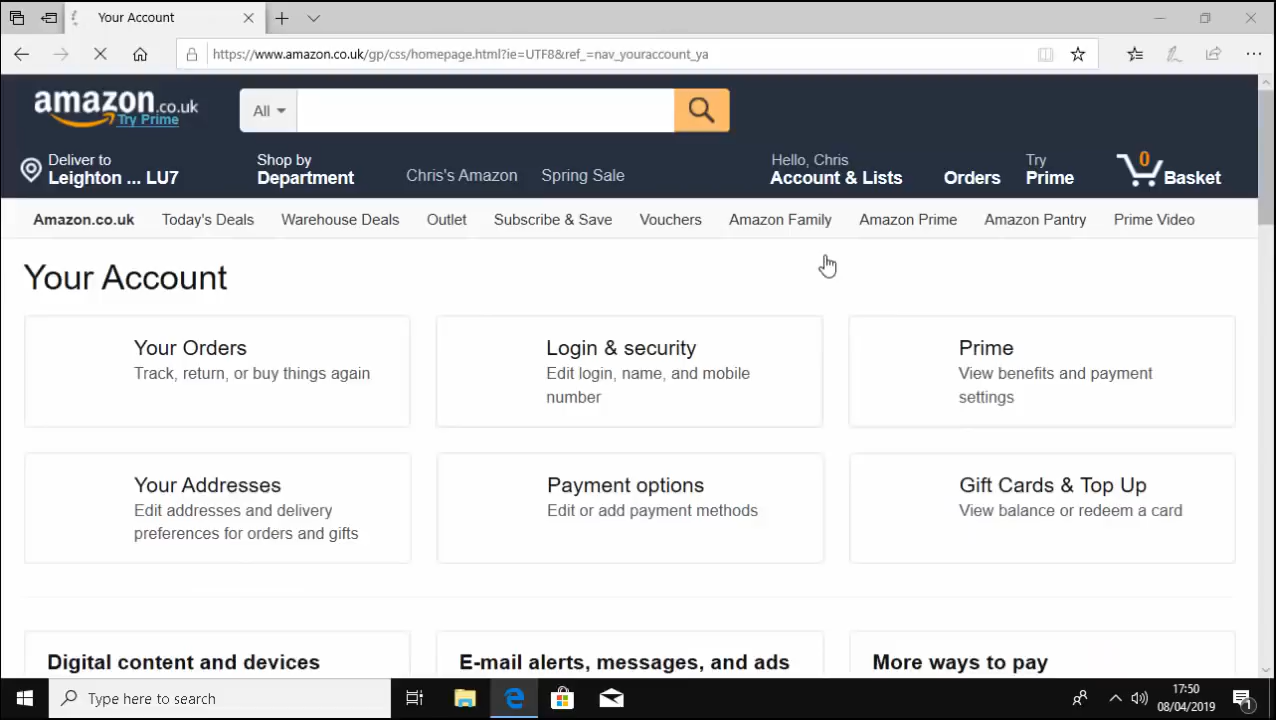 Your Account
https://www.amazon.co.uk/gp/css/homepage.html?ie=UTF8&ref_=nav_youraccount_ya
amazon.co.uk
Try Prime
All
Deliver to
Leighton ... LU7
Shop by
Department
Chris's Amazon
Spring Sale
Hello, Chris
Account & Lists
Orders
Try
Prime
0
Basket
Amazon.co.uk Today's Deals Warehouse Deals Outlet Subscribe & Save Vouchers Amazon Family Amazon Prime Amazon Pantry Prime Video
Your Account
Your Orders
Track, return, or buy things again
Login & security
Edit login, name, and mobile
number
Prime
View benefits and payment
settings
Your Addresses
Edit addresses and delivery
preferences for orders and gifts
Payment options
Edit or add payment methods
Gift Cards & Top Up
View balance or redeem a card
Digital content and devices
E-mail alerts, messages, and ads
More ways to pay
Type here to search
17:50
08/04/2019
1